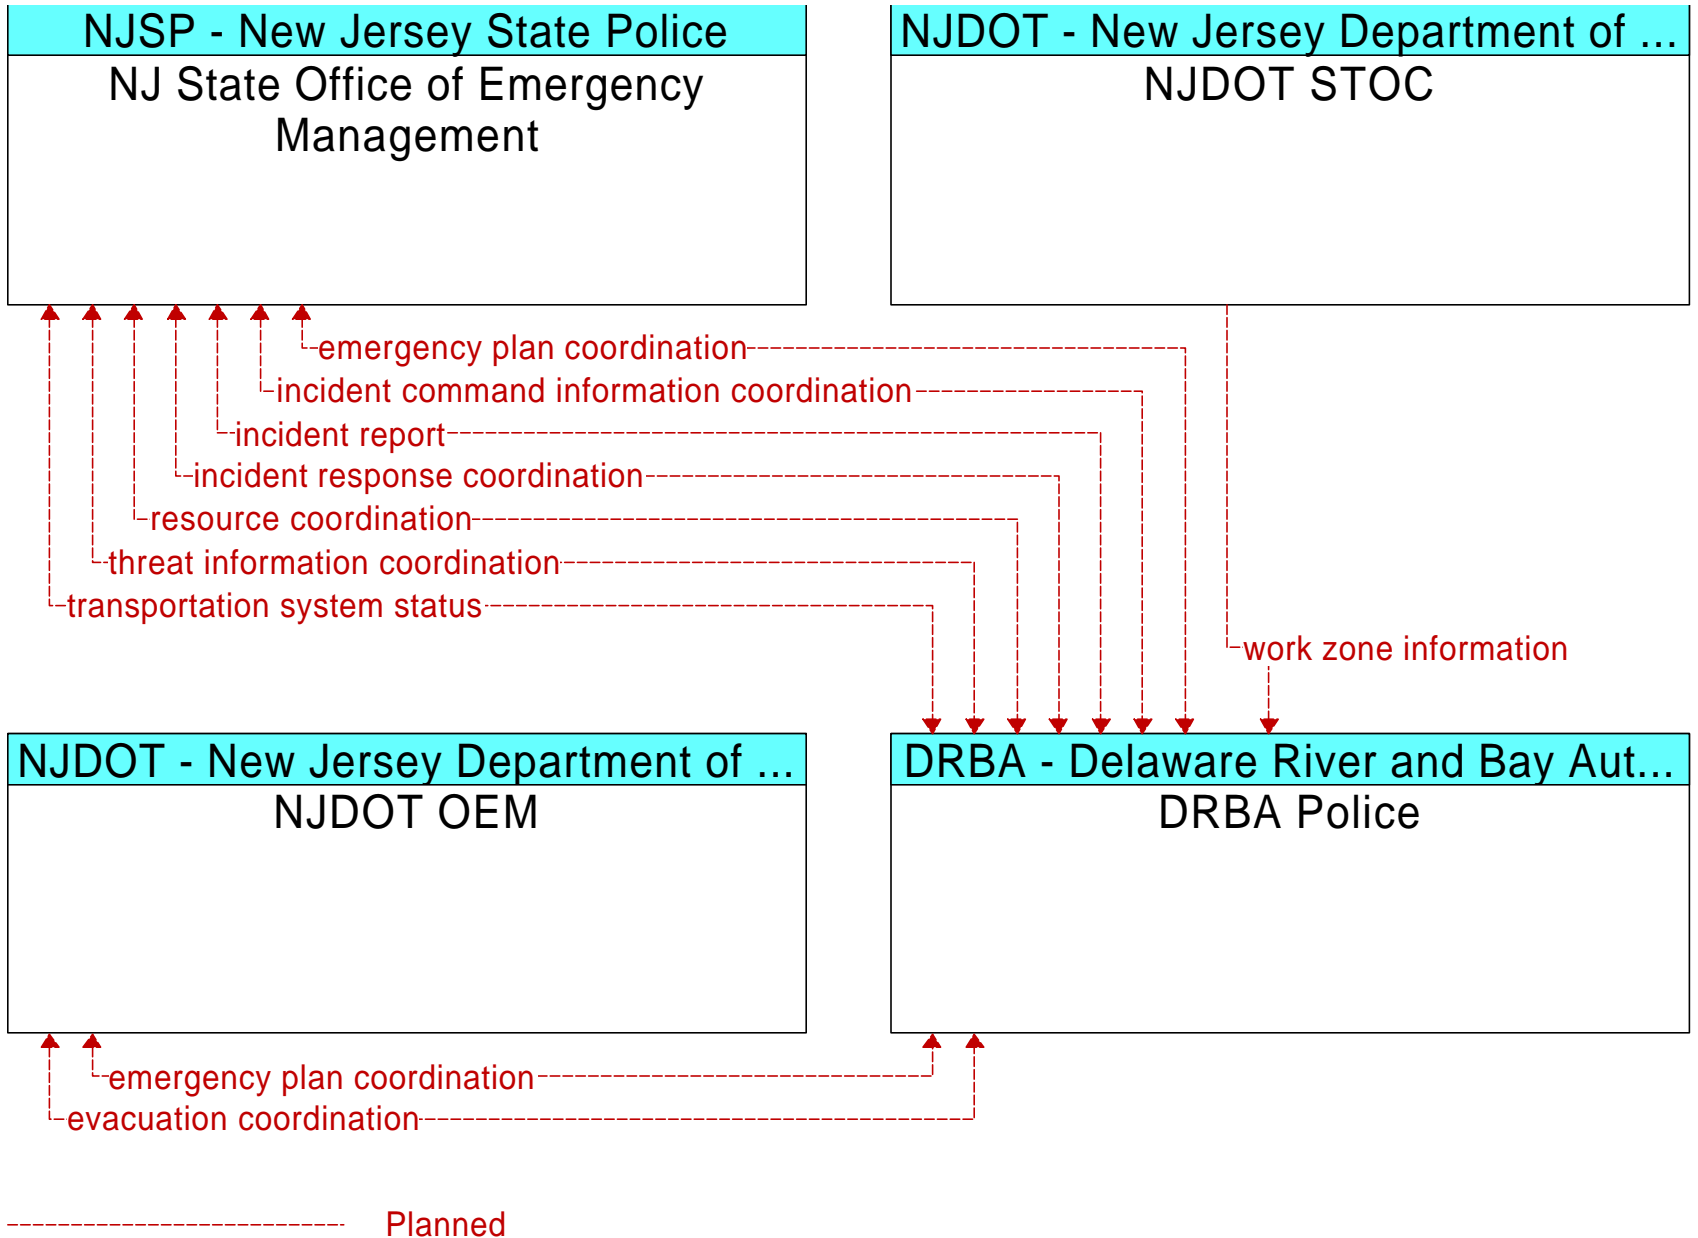 NJSP - New Jersey State Police
NJ State Office of Emergency
Management
NJDOT - New Jersey Department of ...
NJDOT STOC
emergency plan coordination
incident command information coordination
incident report
incident response coordination
resource coordination
threat information coordination
transportation system status
work zone information
NJDOT - New Jersey Department of ...
NJDOT OEM
DRBA - Delaware River and Bay Aut...
DRBA Police
emergency plan coordination
evacuation coordination
Planned